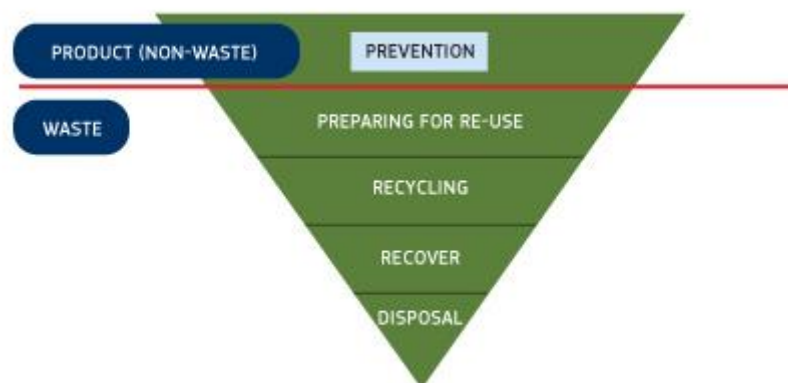 PRODUCT (NON-WASTE)
PREVENTION
WASTE
PREPARING FOR RE-USE
RECYCLING
RECOVER
DISPOSAL